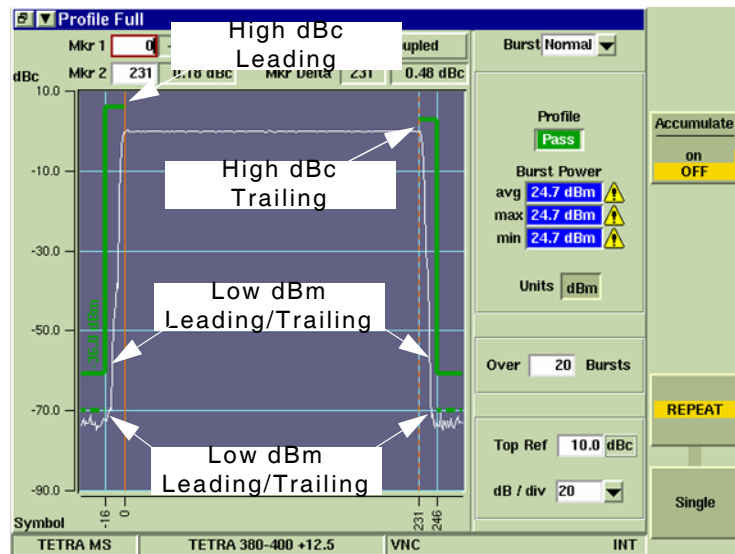 Profile Full
Mkr 1 0 High dBc Leading upled
Mkr 2 231 0.18 dBc Mkr Delta 231 0.48 dBc
Burst Normal
dBc
10.0
-10.0
-30.0
-50.0
-70.0
-90.0
High dBc
Trailing
-36.0 dBm
Low dBm
Leading/Trailing
Low dBm
Leading/Trailing
Symbol
-16
0
231
246
Profile
Pass
Burst Power
avg 24.7 dBm
max 24.7 dBm
min 24.7 dBm
Units dBm
Over 20 Bursts
Top Ref 10.0 dBc
dB / div 20
Accumulate
on
OFF
REPEAT
Single
TETRA MS TETRA 380-400 +12.5 VNC INT